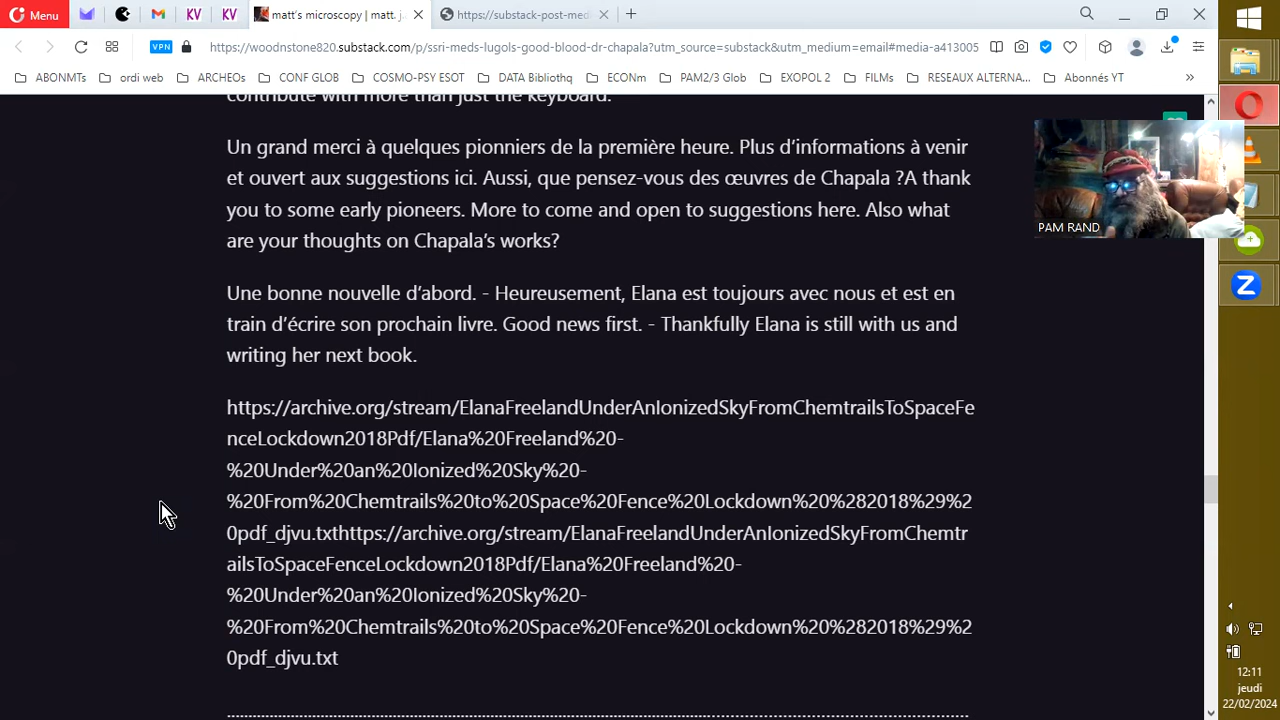 Menu
KV
KV
matt's microscopy | matt. j
https://substack-post-med
VPN
https://woodnstone820.substack.com/p/ssri-meds-lugols-good-blood-dr-chapala?utm_source=substack&utm_medium=email#media-a413005
ABONMTs
ordi web
ARCHEOs
CONF GLOB
COSMO-PSY ESOT
DATA Biblithq
ECONm
PAM2/3 Glob
EXOPOL 2
FILMs
RESEAUX,ALTERNA...
Abonnés YT
»
contribute with more than just the keyboard.
Un grand merci à quelques pionniers de la première heure. Plus d'informations à venir
et ouvert aux suggestions ici. Aussi, que pensez-vous des œuvres de Chapala ?A thank
you to some early pioneers. More to come and open to suggestions here. Also what
are your thoughts on Chapala's works?
PAM RAND
Une bonne nouvelle d'abord. - Heureusement, Elana est toujours avec nous et est en
train d'écrire son prochain livre. Good news first. - Thankfully Elana is still with us and
writing her next book.
https://archive.org/stream/ElanaFreelandUnderAnIonizedSkyFromChemtrailsToSpaceFe
nceLockdown2018Pdf/Elana%20Freeland%20-
%20Under%20an%20Ionized%20Sky%20-
%20From%20Chemtrails%20to%20Space%20Fence%20Lockdown%20%282018%29%2
0pdf_djvu.txthttps://archive.org/stream/ElanaFreelandUnderAnIonizedSkyFromChemtr
ailsToSpaceFenceLockdown2018Pdf/Elana%20Freeland%20-
%20Under%20an%20Ionized%20Sky%20-
%20From%20Chemtrails%20to%20Space%20Fence%20Lockdown%20%282018%29%2
0pdf_djvu.txt
12:11
jeudi
22/02/2024